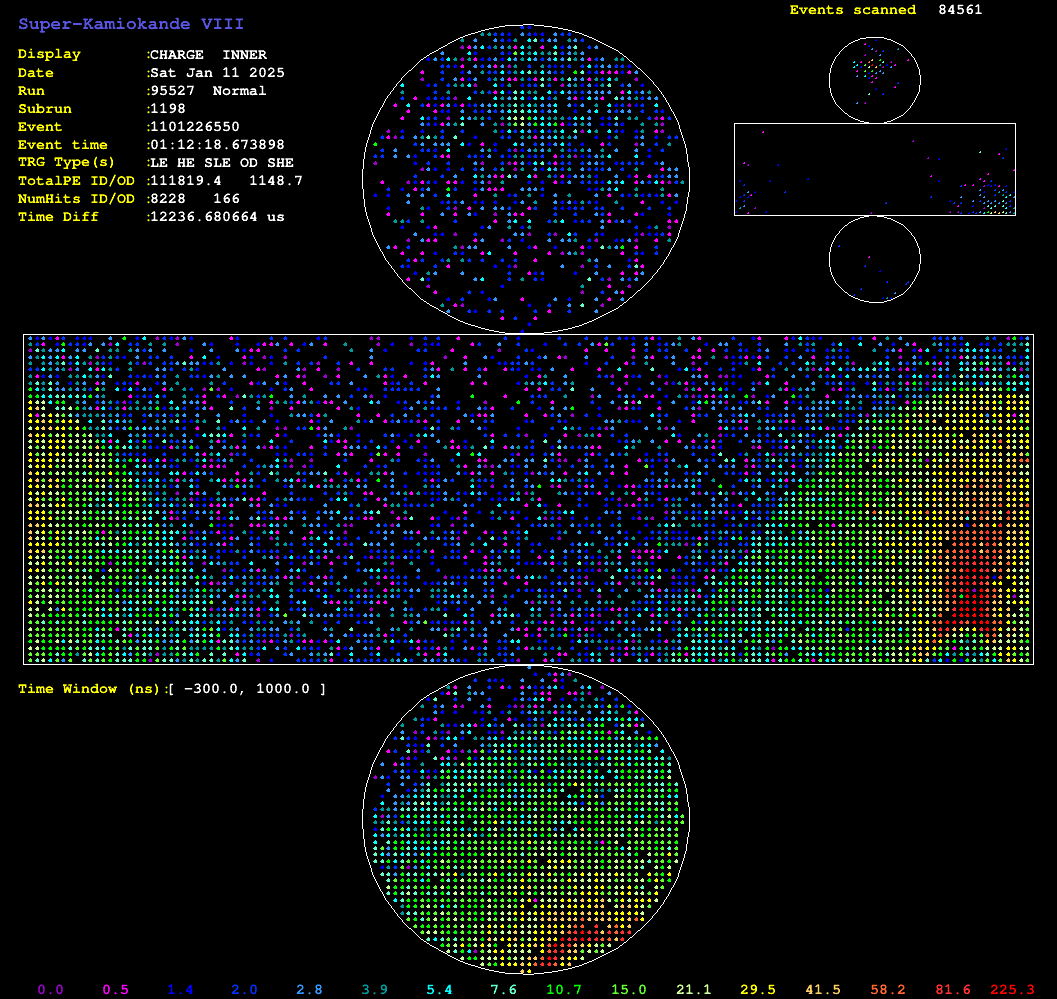 Super-Kamiokande VIII
Events scanned 84561
Display :CHARGE INNER
Date :Sat Jan 11 2025
Run :95527 Normal
Subrun :1198
Event :1101226550
Event time :01:12:18.673898
TRG Type(s) :LE HE SLE OD SHE
TotalPE ID/OD :111819.4 1148.7
NumHits ID/OD :8228 166
Time Diff :12236.680664 us
Time Window (ns):[ -300.0, 1000.0 ]
0.0 0.5 1.4 2.0 2.8 3.9 5.4 7.6 10.7 15.0 21.1 29.5 41.5 58.2 81.6 225.3